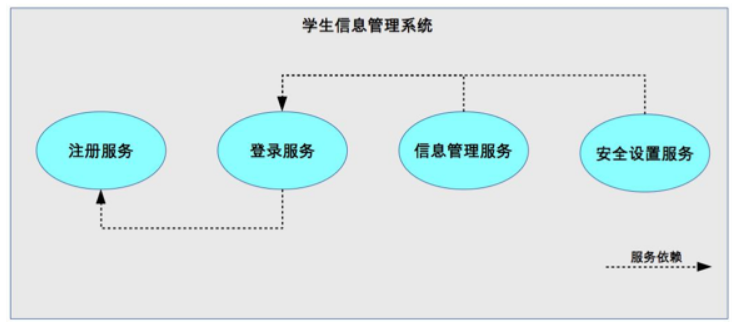 学生信息管理系统
注册服务
登录服务
信息管理服务
安全设置服务
服务依赖